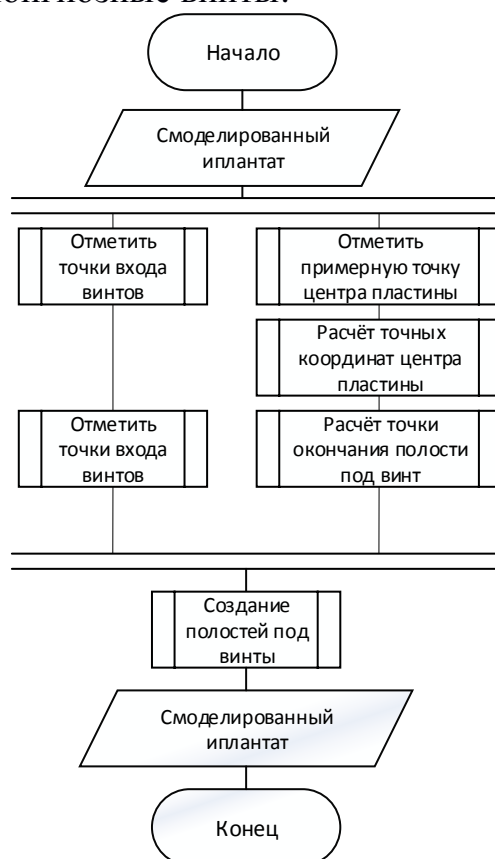 Начало
Смоделированный
иплантат
Отметить
точки входа
винтов
Отметить
примерную точку
центра пластины
Расчёт точных
координат центра
пластины
Отметить
точки входа
винтов
Расчёт точки
окончания полости
под винт
Создание
полостей под
винты
Смоделированный
иплантат
Конец